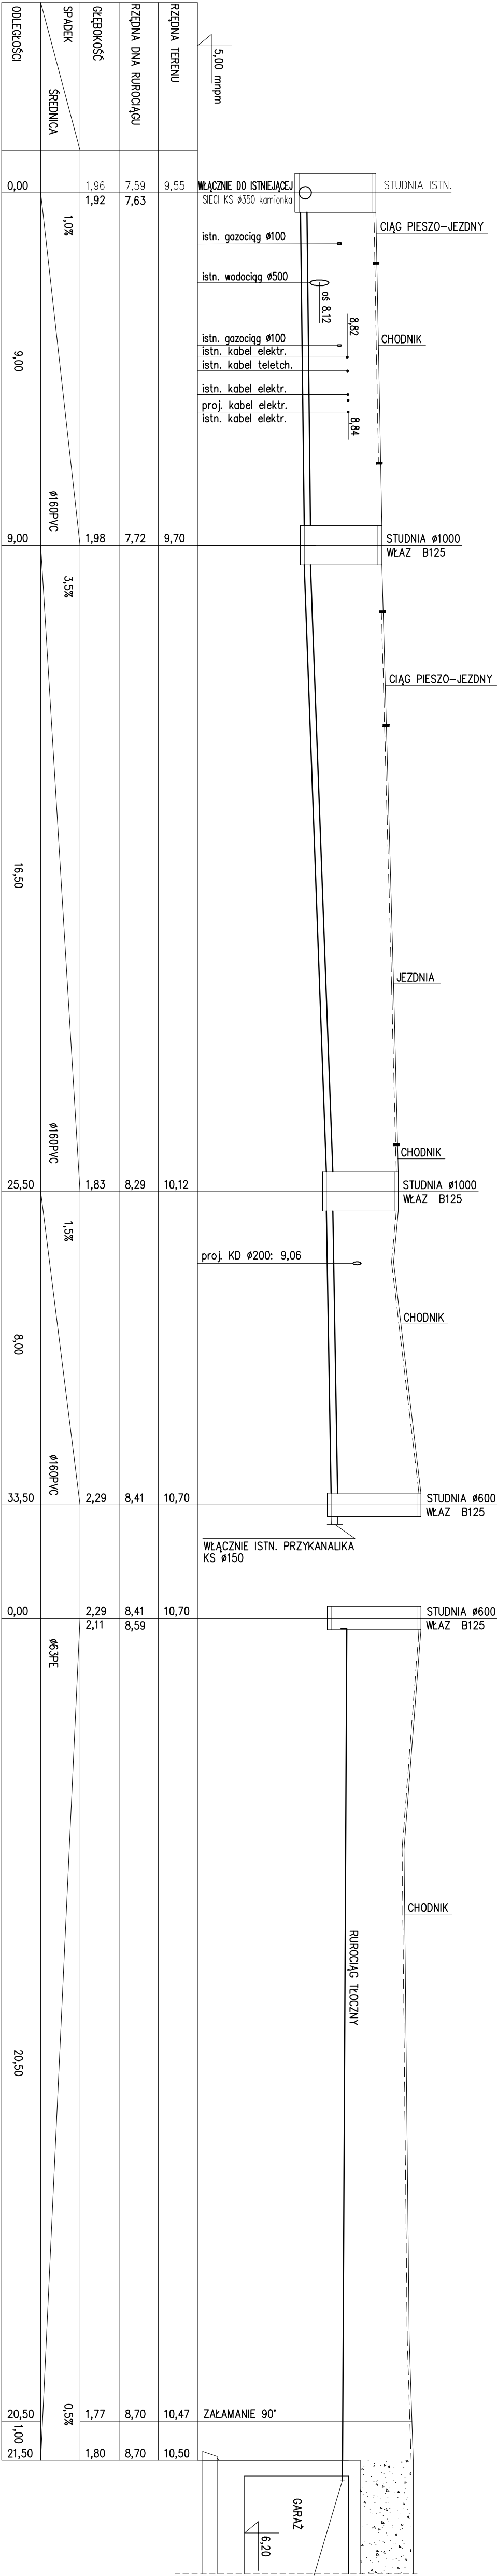 ODLEGŁOŚCI
SPADEK
ŚREDNICA
GŁĘBOKOŚĆ
RZĘDNA DNA RUROCIĄGU
RZĘDNA TERENU
5,00 mnpm
0,00
1,96
7,59
9,55
WŁĄCZNIE DO ISTNIEJĄCEJ
STUDNIA ISTN.
1,92
7,63
SIECI KS ø350 kamionka
1,0%
CIĄG PIESZO-JEZDNY
istn. gazociąg ø100
istn. wodociąg ø500
oś 8.12
8,82
istn. gazociąg ø100
CHODNIK
istn. kabel elektr.
istn. kabel teletch.
9,00
istn. kabel elektr.
proj. kabel elektr.
istn. kabel elektr.
8,84
ø160PVC
9,00
1,98
7,72
9,70
STUDNIA ø1000
WŁAZ B125
3,5%
CIĄG PIESZO-JEZDNY
16,50
JEZDNIA
ø160PVC
CHODNIK
25,50
1,83
8,29
10,12
STUDNIA ø1000
WŁAZ B125
1,5%
proj. KD ø200: 9,06
CHODNIK
8,00
ø160PVC
33,50
2,29
8,41
10,70
STUDNIA ø600
WŁAZ B125
WŁĄCZNIE ISTN. PRZYKANALIKA
KS ø150
0,00
2,29
8,41
10,70
STUDNIA ø600
2,11
8,59
WŁAZ B125
ø63PE
CHODNIK
RUROCIĄG TŁOCZNY
20,50
0,5%
20,50
1,77
8,70
10,47
ZAŁAMANIE 90°
1,00
21,50
1,80
8,70
10,50
GARAŻ
6,20